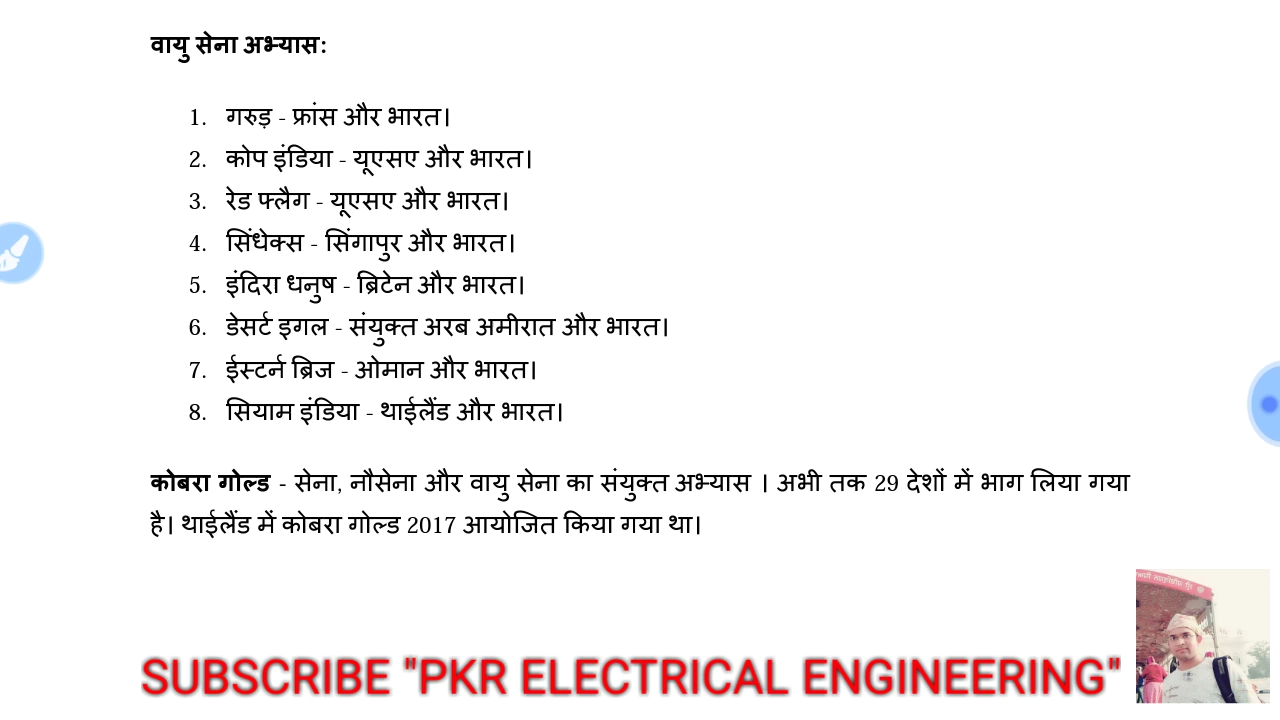 वायु सेना अभ्यास:
1. गरुड़ - फ्रांस और भारत।
2. कोप इंडिया - यूएसए और भारत।
3. रेड फ्लैग - यूएसए और भारत।
4. सिंधेक्स - सिंगापुर और भारत।
5. इंदिरा धनुष - ब्रिटेन और भारत।
6. डेसर्ट इगल - संयुक्त अरब अमीरात और भारत।
7. ईस्टर्न ब्रिज - ओमान और भारत।
8. सियाम इंडिया - थाईलैंड और भारत।
कोबरा गोल्ड - सेना, नौसेना और वायु सेना का संयुक्त अभ्यास । अभी तक 29 देशों में भाग लिया गया
है। थाईलैंड में कोबरा गोल्ड 2017 आयोजित किया गया था।
SUBSCRIBE "PKR ELECTRICAL ENGINEERING"